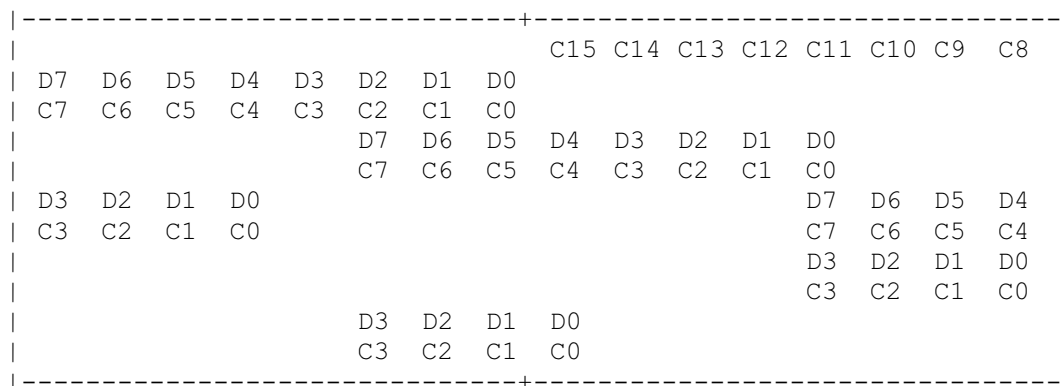 |-------------------------------+---------------------------------
|                                 C15 C14 C13 C12 C11 C10 C9  C8
| D7  D6  D5  D4  D3  D2  D1  D0
| C7  C6  C5  C4  C3  C2  C1  C0
|                     D7  D6  D5  D4  D3  D2  D1  D0
|                     C7  C6  C5  C4  C3  C2  C1  C0
| D3  D2  D1  D0                                  D7  D6  D5  D4
| C3  C2  C1  C0                                  C7  C6  C5  C4
|                                                 D3  D2  D1  D0
|                                                 C3  C2  C1  C0
|                     D3  D2  D1  D0
|                     C3  C2  C1  C0
|-------------------------------+---------------------------------